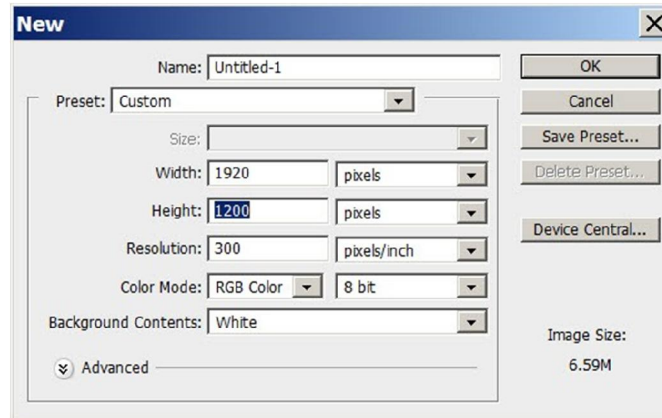 New
Name: Untitled-1
OK
Preset: Custom
Cancel
Size:
Save Preset...
Width: 1920 pixels
Delete Preset...
Height: 1200 pixels
Device Central...
Resolution: 300 pixels/inch
Color Mode: RGB Color 8 bit
Background Contents: White
Image Size:
Advanced
6.59M